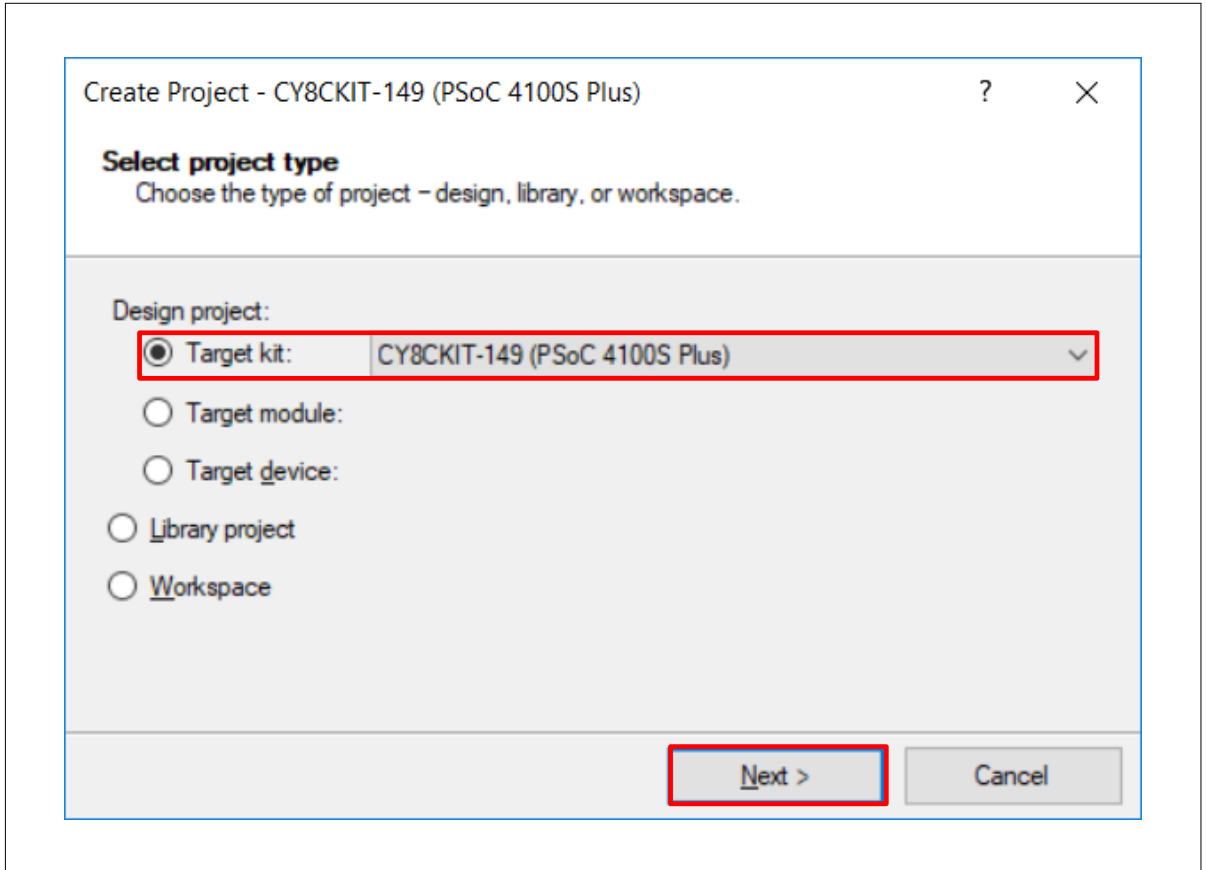 Create Project - CY8CKIT-149 (PSoC 4100S Plus) ?
Select project type
Choose the type of project – design, library, or workspace.
Design project:
Target kit: CY8CKIT-149 (PSoC 4100S Plus)
Target module:
Target device:
Library project
Workspace
Next > Cancel